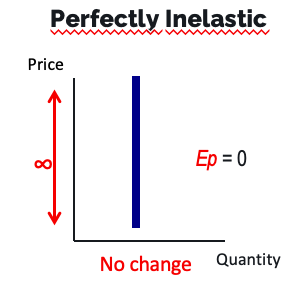 Perfectly Inelastic
Price
∞
Ep = 0
No change
Quantity